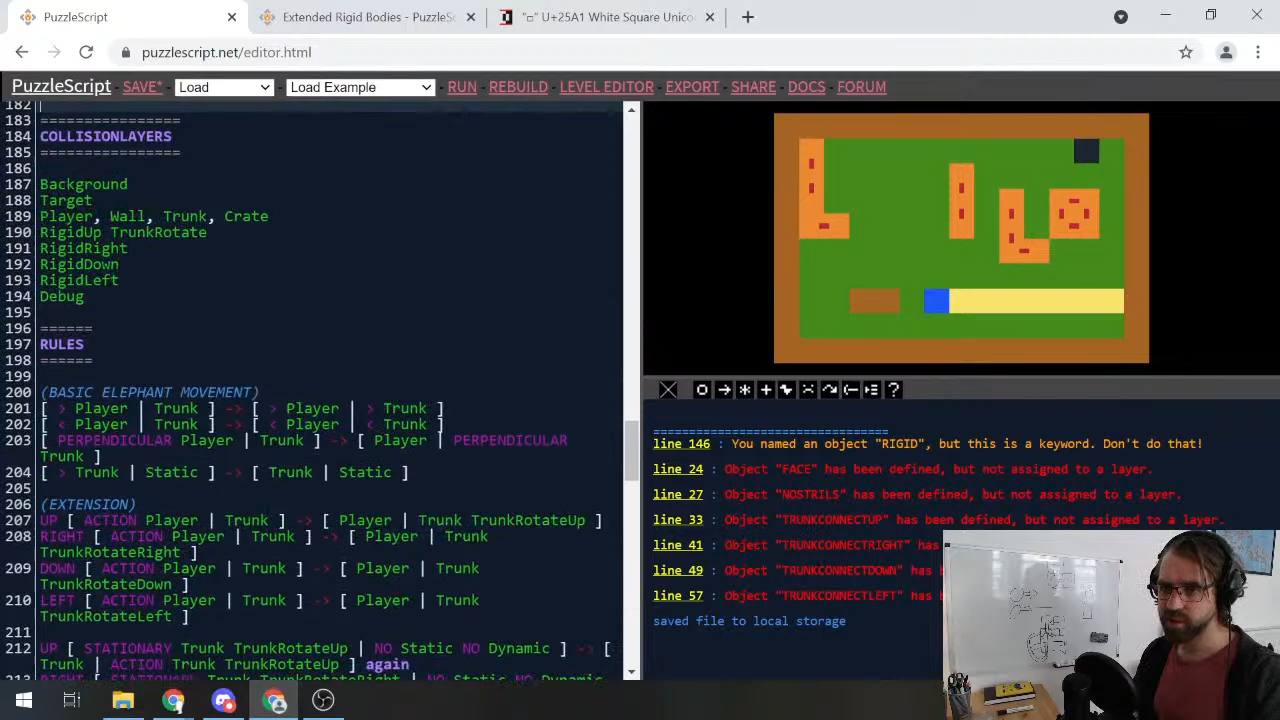 PuzzleScript
Extended Rigid Bodies - PuzzleSc
"□" U+25A1 White Square Unico
puzzlescript.net/editor.html
PuzzleScript - SAVE* Load Load Example - RUN - REBUILD - LEVEL EDITOR - EXPORT - SHARE - DOCS - FORUM
182
183 ================
184 COLLISIONLAYERS
185 ================
186
187 Background
188 Target
189 Player, Wall, Trunk, Crate
190 RigidUp TrunkRotate
191 RigidRight
192 RigidDown
193 RigidLeft
194 Debug
195
196 ======
197 RULES
198 ======
199
200 (BASIC ELEPHANT MOVEMENT)
201 [ > Player | Trunk ] -> [ > Player | > Trunk ]
202 [ < Player | Trunk ] -> [ < Player | < Trunk ]
203 [ PERPENDICULAR Player | Trunk ] -> [ Player | PERPENDICULAR
Trunk ]
204 [ > Trunk | Static ] -> [ Trunk | Static ]
205
206 (EXTENSION)
207 UP [ ACTION Player | Trunk ] -> [ Player | Trunk TrunkRotateUp ]
208 RIGHT [ ACTION Player | Trunk ] -> [ Player | Trunk
TrunkRotateRight ]
209 DOWN [ ACTION Player | Trunk ] -> [ Player | Trunk
TrunkRotateDown ]
210 LEFT [ ACTION Player | Trunk ] -> [ Player | Trunk
TrunkRotateLeft ]
211
212 UP [ STATIONARY Trunk TrunkRotateUp | NO Static NO Dynamic ] -> [
Trunk | ACTION Trunk TrunkRotateUp ] again
213 RIGHT [ STATIONARY Trunk TrunkRotateRight | NO Static NO Dynamic
=================================
line 146 : You named an object "RIGID", but this is a keyword. Don't do that!
line 24 : Object "FACE" has been defined, but not assigned to a layer.
line 27 : Object "NOSTRILS" has been defined, but not assigned to a layer.
line 33 : Object "TRUNKCONNECTUP" has been defined, but not assigned to a layer.
line 41 : Object "TRUNKCONNECTRIGHT" has
line 49 : Object "TRUNKCONNECTDOWN" has
line 57 : Object "TRUNKCONNECTLEFT" has
saved file to local storage